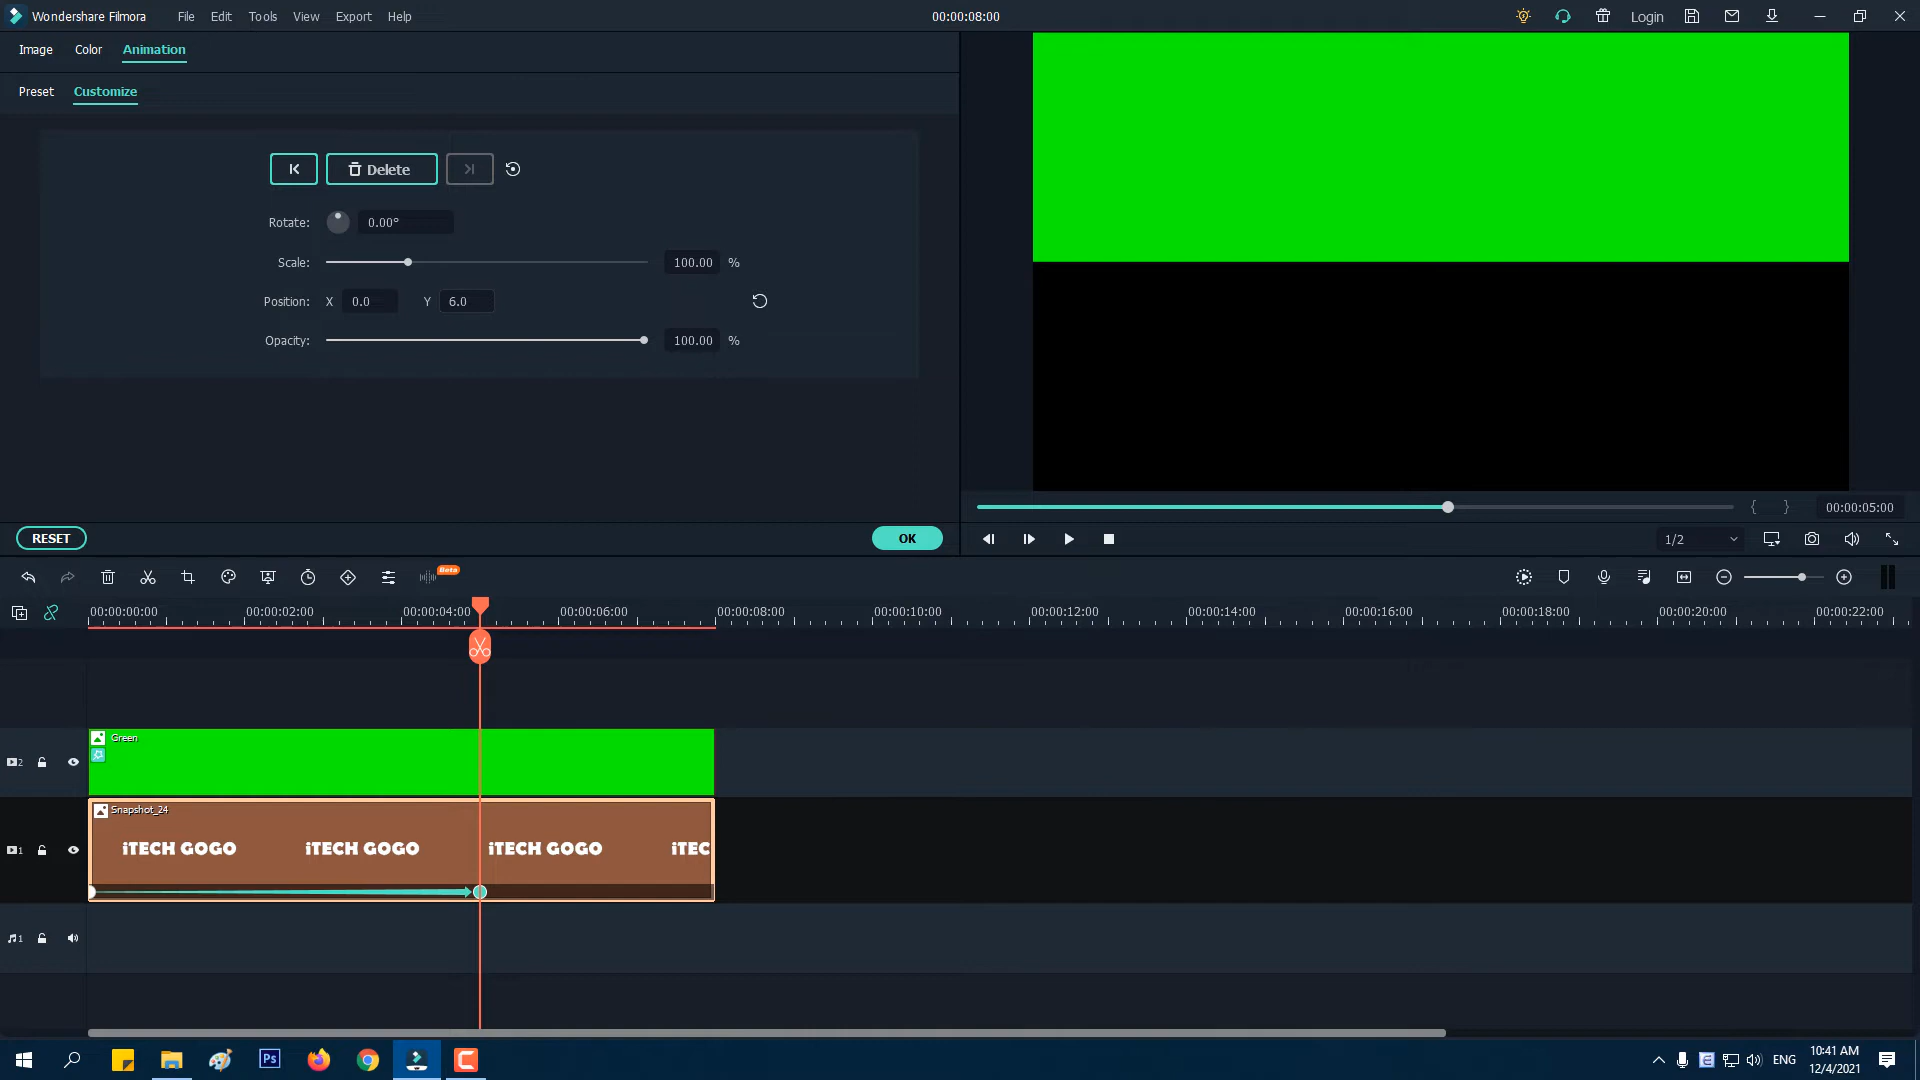 Wondershare Filmora File Edit Tools View Export Help 00:00:08:00 Login
Image Color Animation
Preset Customize
Delete
Rotate: 0.00°
Scale: 100.00 %
Position: X 0.0 Y 6.0
Opacity: 100.00 %
{ } 00:00:05:00
RESET OK 1/2
Beta
00:00:00:00 00:00:02:00 00:00:04:00 00:00:06:00 00:00:08:00 00:00:10:00 00:00:12:00 00:00:14:00 00:00:16:00 00:00:18:00 00:00:20:00 00:00:22:00
Green
2
Snapshot_24
1 iTECH GOGO iTECH GOGO iTECH GOGO iTEC
1
Ps ENG 10:41 AM
12/4/2021